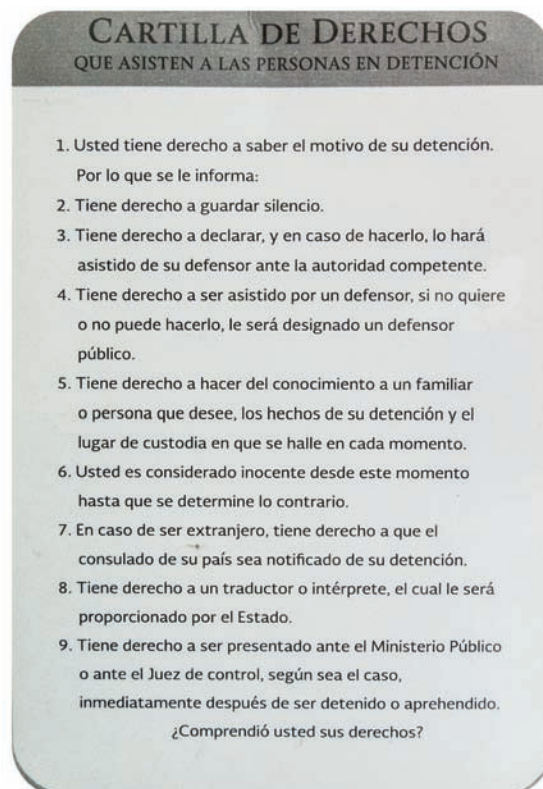 CARTILLA DE DERECHOS
QUE ASISTEN A LAS PERSONAS EN DETENCIÓN
1. Usted tiene derecho a saber el motivo de su detención.
Por lo que se le informa:
2. Tiene derecho a guardar silencio.
3. Tiene derecho a declarar, y en caso de hacerlo, lo hará
asistido de su defensor ante la autoridad competente.
4. Tiene derecho a ser asistido por un defensor, si no quiere
o no puede hacerlo, le será designado un defensor
público.
5. Tiene derecho a hacer del conocimiento a un familiar
o persona que desee, los hechos de su detención y el
lugar de custodia en que se halle en cada momento.
6. Usted es considerado inocente desde este momento
hasta que se determine lo contrario.
7. En caso de ser extranjero, tiene derecho a que el
consulado de su país sea notificado de su detención.
8. Tiene derecho a un traductor o intérprete, el cual le será
proporcionado por el Estado.
9. Tiene derecho a ser presentado ante el Ministerio Público
o ante el Juez de control, según sea el caso,
inmediatamente después de ser detenido o aprehendido.
¿Comprendió usted sus derechos?